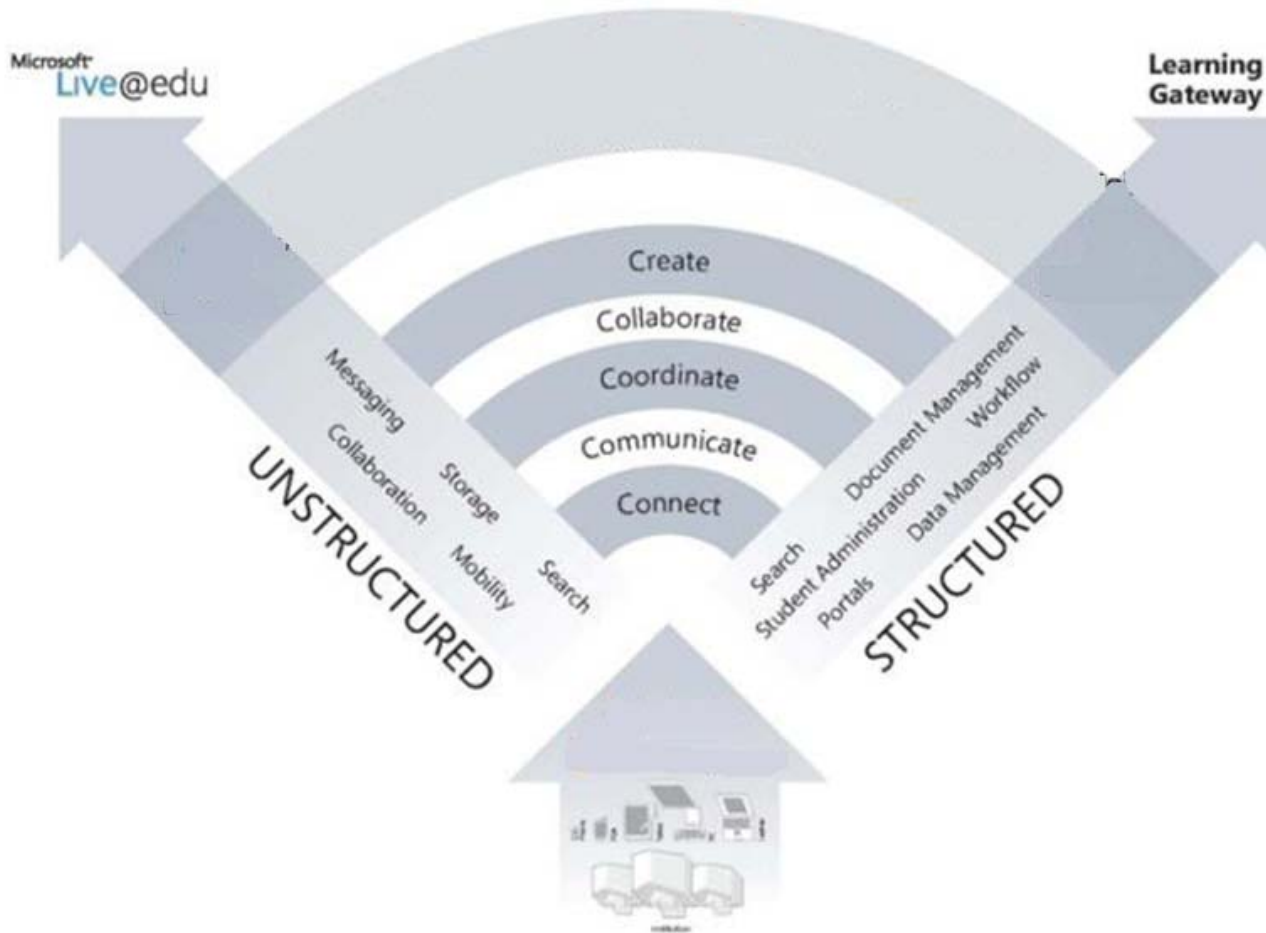 Microsoft
Live@edu
Learning
Gateway
Create
Collaborate
Coordinate
Communicate
Connect
Messaging
Storage
Search
Collaboration
Mobility
UNSTRUCTURED
Document Management
Search
Workflow
Student Administration
Data Management
Portals
STRUCTURED
Institution